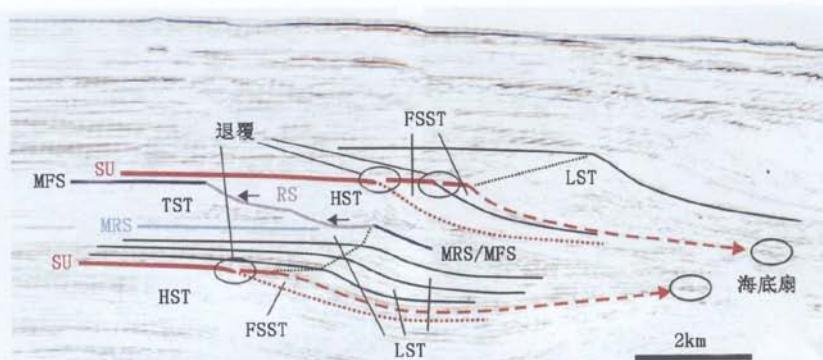 FSST
退覆
SU
LST
MFS
HST
TST
RS
MRS
MRS/MFS
SU
海底扇
HST
FSST
LST
2km